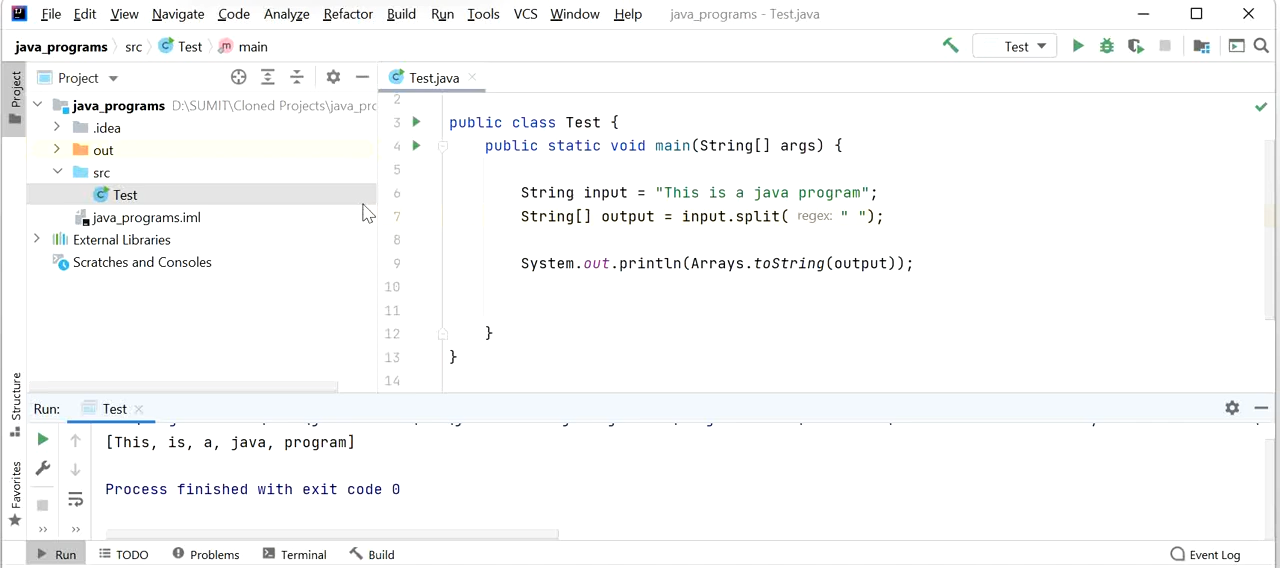 File Edit View Navigate Code Analyze Refactor Build Run Tools VCS Window Help java_programs - Test.java
java_programs src Test main Test
Project
Project
Test.java
java_programs D:\SUMIT\Cloned Projects\java_prc
.idea
out
src
Test
java_programs.iml
External Libraries
Scratches and Consoles
2
3 public class Test {
4 public static void main(String[] args) {
5
6 String input = "This is a java program";
7 String[] output = input.split( regex: " ");
8
9 System.out.println(Arrays.toString(output));
10
11
12 }
13 }
14
Structure
Favorites
Run: Test
[This, is, a, java, program]
Process finished with exit code 0
Run TODO Problems Terminal Build Event Log